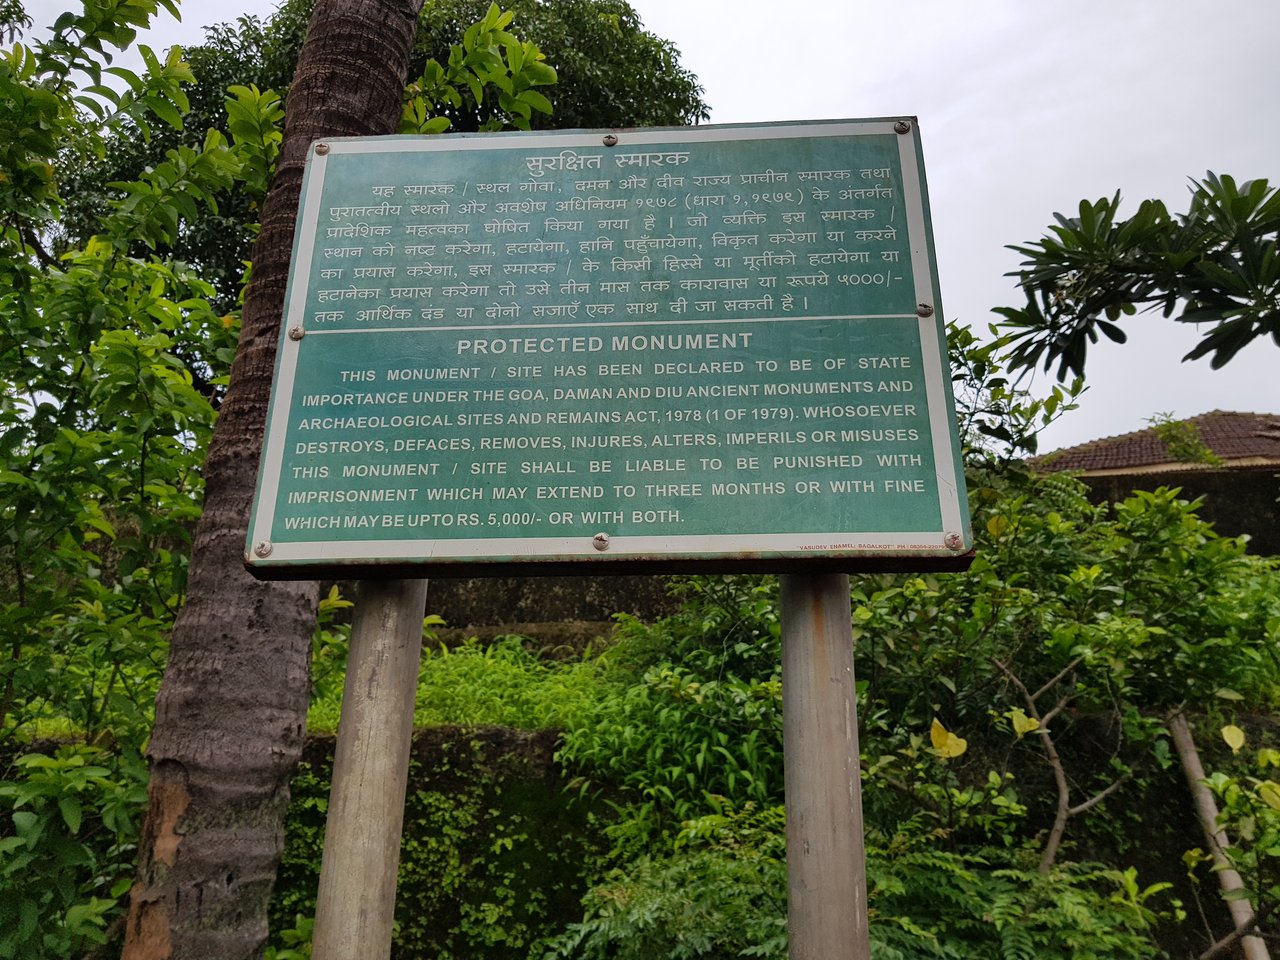 सुरक्षित स्मारक
यह स्मारक / स्थल गोवा, दमन और दीव राज्य प्राचीन स्मारक तथा
पुरातत्वीय स्थलो और अवशेष अधिनियम १९७८ (धारा १,१९७९) के अंतर्गत
प्रादेशिक महत्वका घोषित किया गया है । जो व्यक्ति इस स्मारक /
स्थान को नष्ट करेगा, हटायेगा, हानि पहुँचायेगा, विकृत करेगा या करने
का प्रयास करेगा, इस स्मारक / के किसी हिस्से या मूर्तीको हटायेगा या
हटानेका प्रयास करेगा तो उसे तीन मास तक कारावास या रूपये ५०००/-
तक आर्थिक दंड या दोनो सजाएँ एक साथ दी जा सकती है ।
PROTECTED MONUMENT
THIS MONUMENT / SITE HAS BEEN DECLARED TO BE OF STATE
IMPORTANCE UNDER THE GOA, DAMAN AND DIU ANCIENT MONUMENTS AND
ARCHAEOLOGICAL SITES AND REMAINS ACT, 1978 (1 OF 1979). WHOSOEVER
DESTROYS, DEFACES, REMOVES, INJURES, ALTERS, IMPERILS OR MISUSES
THIS MONUMENT / SITE SHALL BE LIABLE TO BE PUNISHED WITH
IMPRISONMENT WHICH MAY EXTEND TO THREE MONTHS OR WITH FINE
WHICH MAY BE UPTO RS. 5,000/- OR WITH BOTH.
"VASUDEV ENAMEL: BAGALKOT" PH :